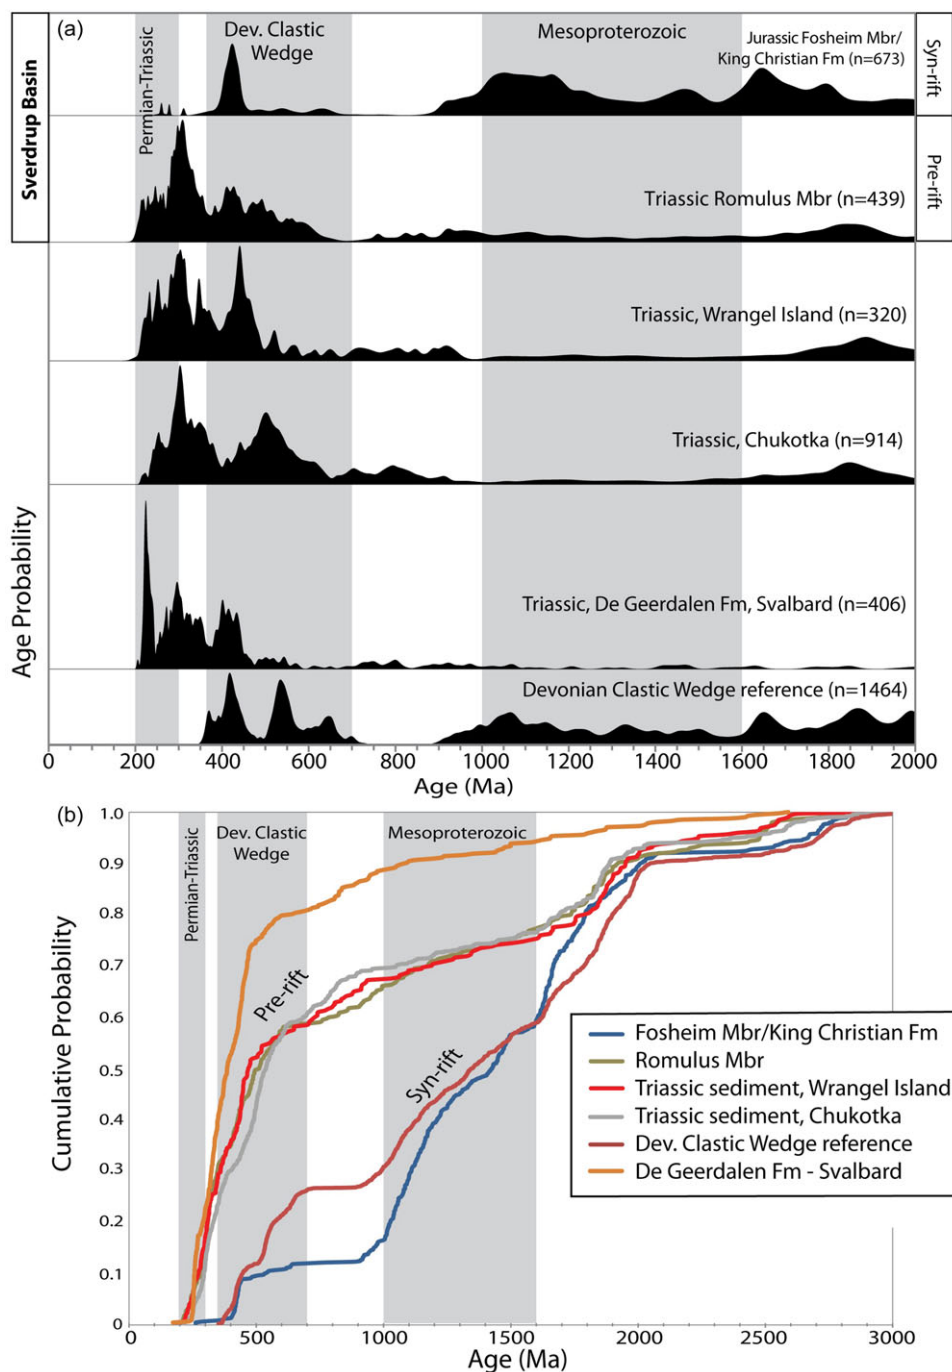 (a)
Sverdrup Basin
Permian-Triassic
Dev. Clastic
Wedge
Mesoproterozoic
Jurassic Fosheim Mbr/
King Christian Fm (n=673)
Syn-rift
Pre-rift
Triassic Romulus Mbr (n=439)
Triassic, Wrangel Island (n=320)
Triassic, Chukotka (n=914)
Triassic, De Geerdalen Fm, Svalbard (n=406)
Devonian Clastic Wedge reference (n=1464)
Age Probability
0 200 400 600 800 1000 1200 1400 1600 1800 2000
Age (Ma)
(b)
Permian-Triassic
Dev. Clastic
Wedge
Mesoproterozoic
1.0
0.9
0.8
0.7
0.6
0.5
0.4
0.3
0.2
0.1
0
Cumulative Probability
Pre-rift
Syn-rift
Fosheim Mbr/King Christian Fm
Romulus Mbr
Triassic sediment, Wrangel Island
Triassic sediment, Chukotka
Dev. Clastic Wedge reference
De Geerdalen Fm - Svalbard
0 500 1000 1500 2000 2500 3000
Age (Ma)